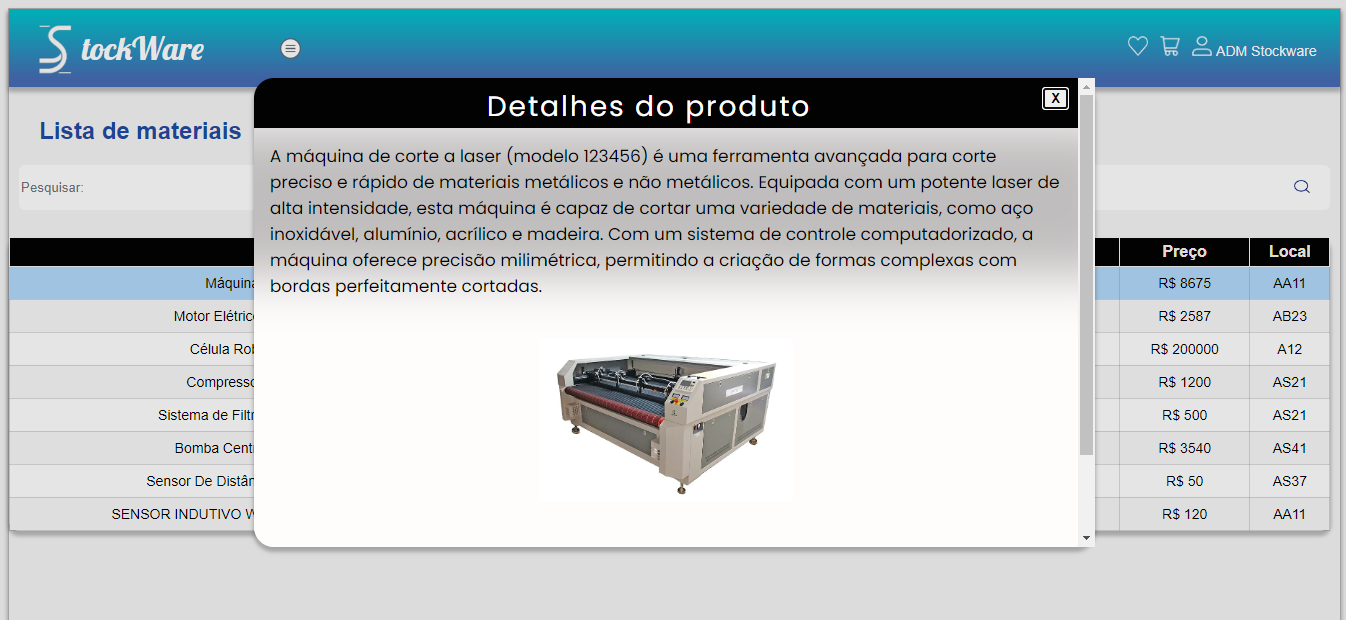 StockWare
ADM Stockware
Detalhes do produto
X
Lista de materiais
A máquina de corte a laser (modelo 123456) é uma ferramenta avançada para corte
preciso e rápido de materiais metálicos e não metálicos. Equipada com um potente laser de
alta intensidade, esta máquina é capaz de cortar uma variedade de materiais, como aço
inoxidável, alumínio, acrílico e madeira. Com um sistema de controle computadorizado, a
máquina oferece precisão milimétrica, permitindo a criação de formas complexas com
bordas perfeitamente cortadas.
Pesquisar:
Preço Local
Máquina R$ 8675 AA11
Motor Elétrico R$ 2587 AB23
Célula Rob R$ 200000 A12
Compresso R$ 1200 AS21
Sistema de Filtr R$ 500 AS21
Bomba Cent R$ 3540 AS41
Sensor De Distân R$ 50 AS37
SENSOR INDUTIVO R$ 120 AA11